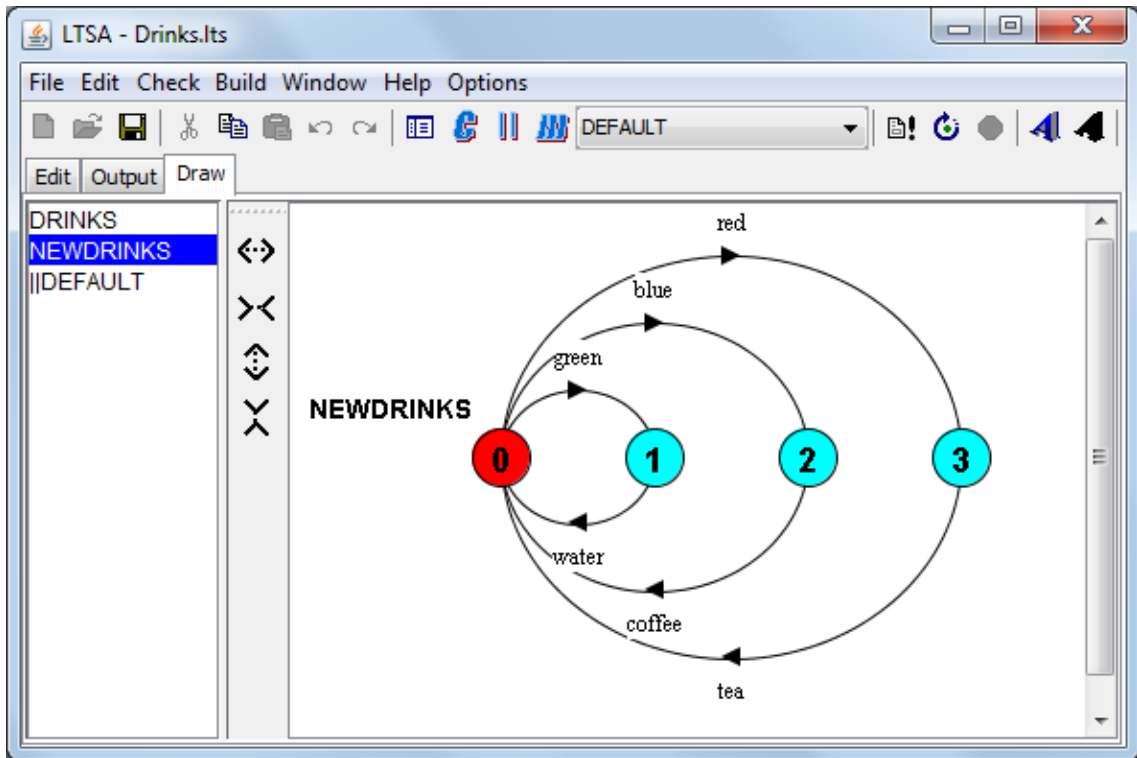 LTSA - Drinks.lts
File Edit Check Build Window Help Options
DEFAULT
Edit Output Draw
DRINKS
NEWDRINKS
||DEFAULT
red
blue
green
NEWDRINKS
0 1 2 3
water
coffee
tea